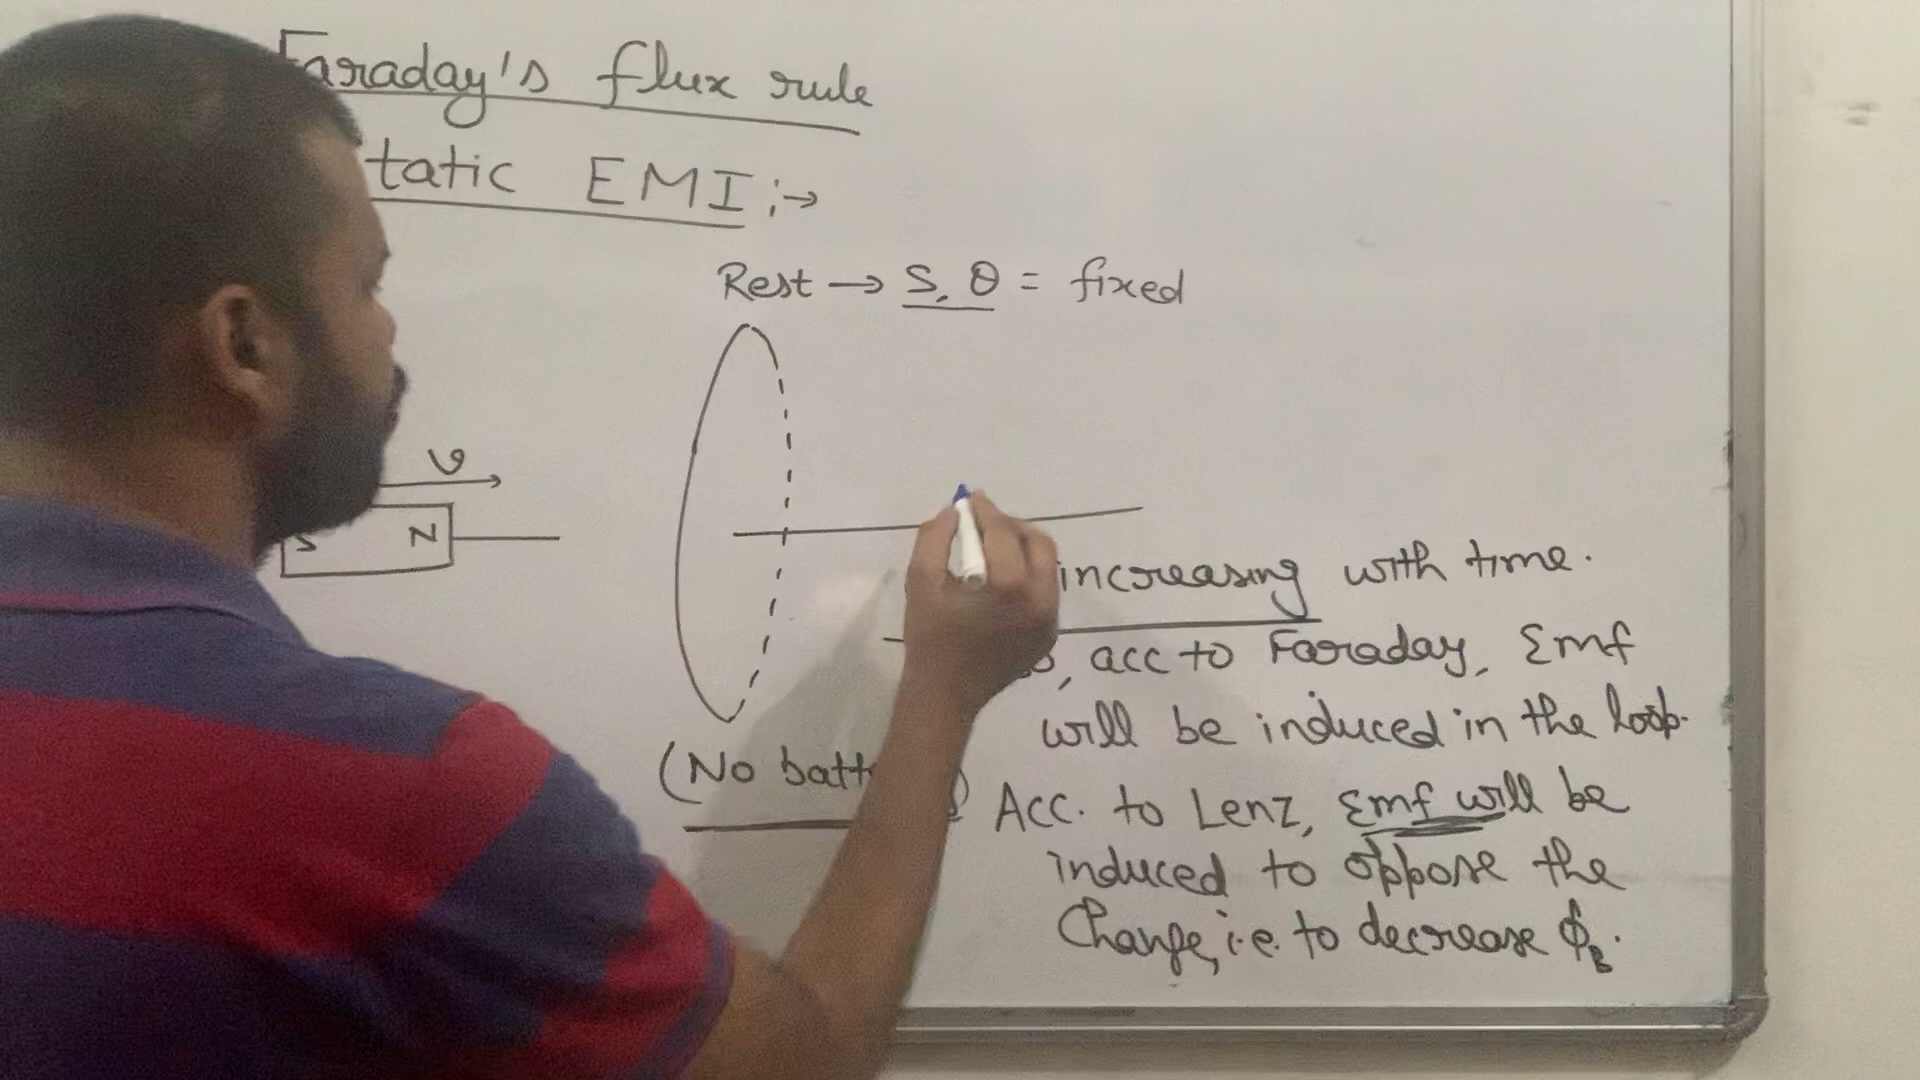 Faraday's flux rule
tatic EMI :→
Rest → S, θ = fixed
v
S N
increasing with time.
acc to Faraday, Emf
will be induced in the loop.
(No batt
Acc. to Lenz, Emf will be
induced to oppose the
Change, i.e. to decrease ϕB.